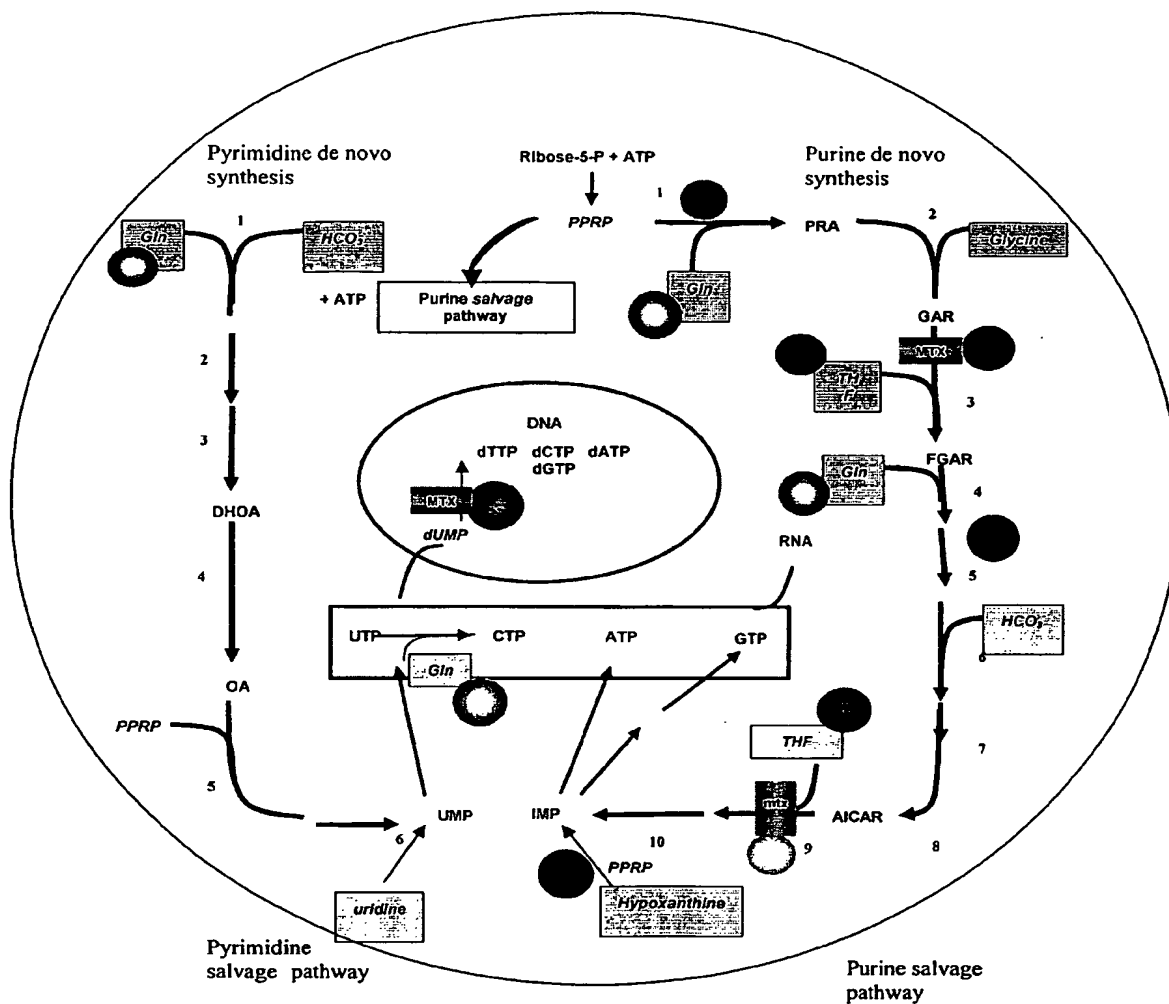 Pyrimidine de novo
synthesis
Ribose-5-P + ATP
Purine de novo
synthesis
1
Gln
HCO3
+ ATP
PPRP
1
PRA
2
Glycine
Purine salvage
pathway
Gln
GAR
MTX
2
3
3
DNA
dTTP dCTP dATP
dGTP
MTX
dUMP
FGAR
Gln
4
DHOA
RNA
5
4
HCO3
6
UTP
CTP
ATP
GTP
Gln
OA
THF
7
PPRP
5
6
UMP
IMP
10
mtx
9
AICAR
8
PPRP
uridine
Hypoxanthine
Pyrimidine
salvage pathway
Purine salvage
pathway